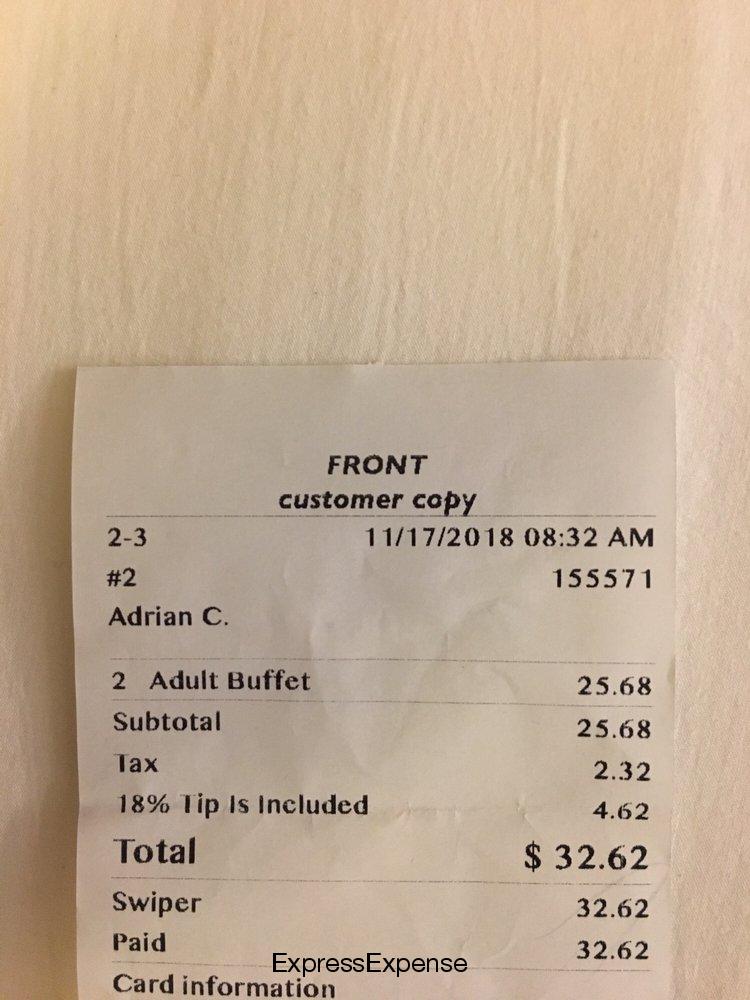 FRONT
customer copy
2-3 11/17/2018 08:32 AM
#2 155571
Adrian C.
2 Adult Buffet 25.68
Subtotal 25.68
Tax 2.32
18% Tip Is Included 4.62
Total $ 32.62
Swiper 32.62
Paid 32.62
ExpressExpense
Card information